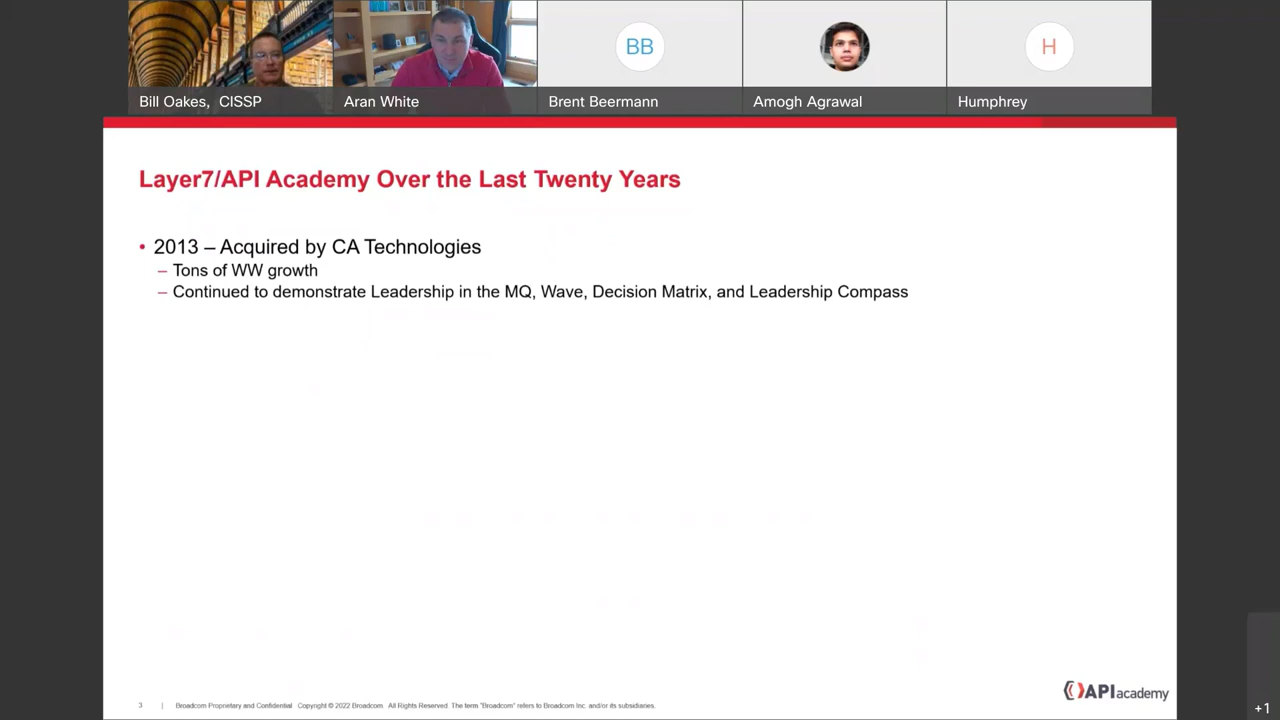 BB
H
Bill Oakes, CISSP
Aran White
Brent Beermann
Amogh Agrawal
Humphrey
Layer7/API Academy Over the Last Twenty Years
• 2013 – Acquired by CA Technologies
– Tons of WW growth
– Continued to demonstrate Leadership in the MQ, Wave, Decision Matrix, and Leadership Compass
3 | Broadcom Proprietary and Confidential Copyright © 2022 Broadcom All Rights Reserved. The term "Broadcom" refers to Broadcom Inc. and/or its subsidiaries.
API academy
+1